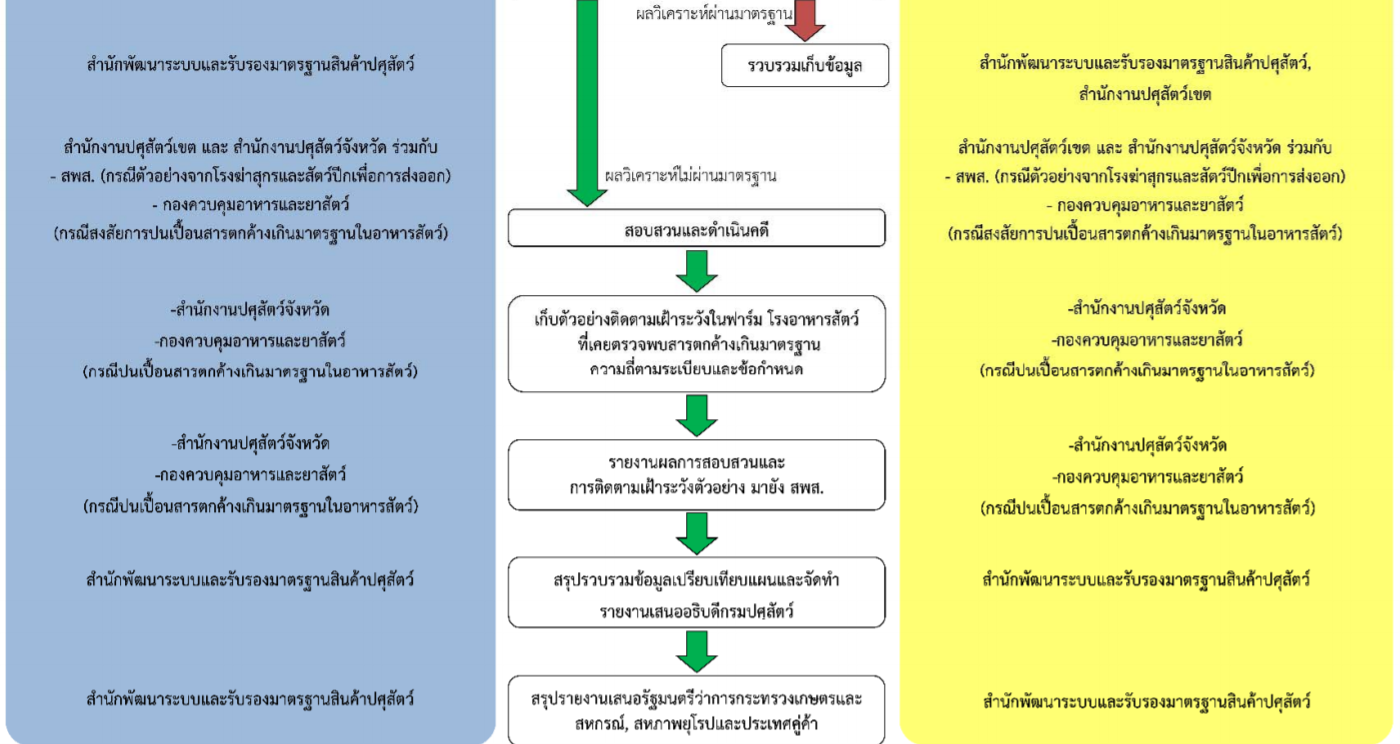 ผลวิเคราะห์ผ่านมาตรฐาน
สำนักพัฒนาระบบและรับรองมาตรฐานสินค้าปศุสัตว์
รวบรวมเก็บข้อมูล
สำนักพัฒนาระบบและรับรองมาตรฐานสินค้าปศุสัตว์,
สำนักงานปศุสัตว์เขต
สำนักงานปศุสัตว์เขต และ สำนักงานปศุสัตว์จังหวัด ร่วมกับ
- สพส. (กรณีตัวอย่างจากโรงฆ่าสุกรและสัตว์ปีกเพื่อการส่งออก)
- กองควบคุมอาหารและยาสัตว์
(กรณีสงสัยการปนเปื้อนสารตกค้างเกินมาตรฐานในอาหารสัตว์)
ผลวิเคราะห์ไม่ผ่านมาตรฐาน
สอบสวนและดำเนินคดี
สำนักงานปศุสัตว์เขต และ สำนักงานปศุสัตว์จังหวัด ร่วมกับ
- สพส. (กรณีตัวอย่างจากโรงฆ่าสุกรและสัตว์ปีกเพื่อการส่งออก)
- กองควบคุมอาหารและยาสัตว์
(กรณีสงสัยการปนเปื้อนสารตกค้างเกินมาตรฐานในอาหารสัตว์)
-สำนักงานปศุสัตว์จังหวัด
-กองควบคุมอาหารและยาสัตว์
(กรณีปนเปื้อนสารตกค้างเกินมาตรฐานในอาหารสัตว์)
เก็บตัวอย่างติดตามเฝ้าระวังในฟาร์ม โรงอาหารสัตว์
ที่เคยตรวจพบสารตกค้างเกินมาตรฐาน
ความถี่ตามระเบียบและข้อกำหนด
-สำนักงานปศุสัตว์จังหวัด
-กองควบคุมอาหารและยาสัตว์
(กรณีปนเปื้อนสารตกค้างเกินมาตรฐานในอาหารสัตว์)
-สำนักงานปศุสัตว์จังหวัด
-กองควบคุมอาหารและยาสัตว์
(กรณีปนเปื้อนสารตกค้างเกินมาตรฐานในอาหารสัตว์)
รายงานผลการสอบสวนและ
การติดตามเฝ้าระวังตัวอย่าง มายัง สพส.
-สำนักงานปศุสัตว์จังหวัด
-กองควบคุมอาหารและยาสัตว์
(กรณีปนเปื้อนสารตกค้างเกินมาตรฐานในอาหารสัตว์)
สำนักพัฒนาระบบและรับรองมาตรฐานสินค้าปศุสัตว์
สรุปรวบรวมข้อมูลเปรียบเทียบแผนและจัดทำ
รายงานเสนออธิบดีกรมปศุสัตว์
สำนักพัฒนาระบบและรับรองมาตรฐานสินค้าปศุสัตว์
สำนักพัฒนาระบบและรับรองมาตรฐานสินค้าปศุสัตว์
สรุปรายงานเสนอรัฐมนตรีว่าการกระทรวงเกษตรและ
สหกรณ์, สหภาพยุโรปและประเทศคู่ค้า
สำนักพัฒนาระบบและรับรองมาตรฐานสินค้าปศุสัตว์